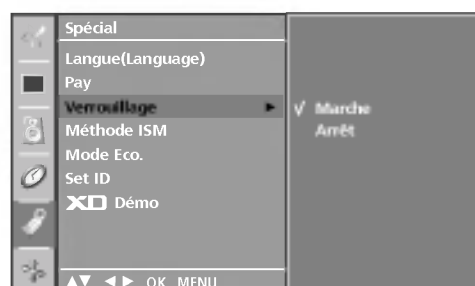 Spécial
Langue(Language)
Pay
Verrouillage ►
Méthode ISM
Mode Eco.
Set ID
XD Démo
√ Marche
Arrêt
▲▼ ◄► OK MENU